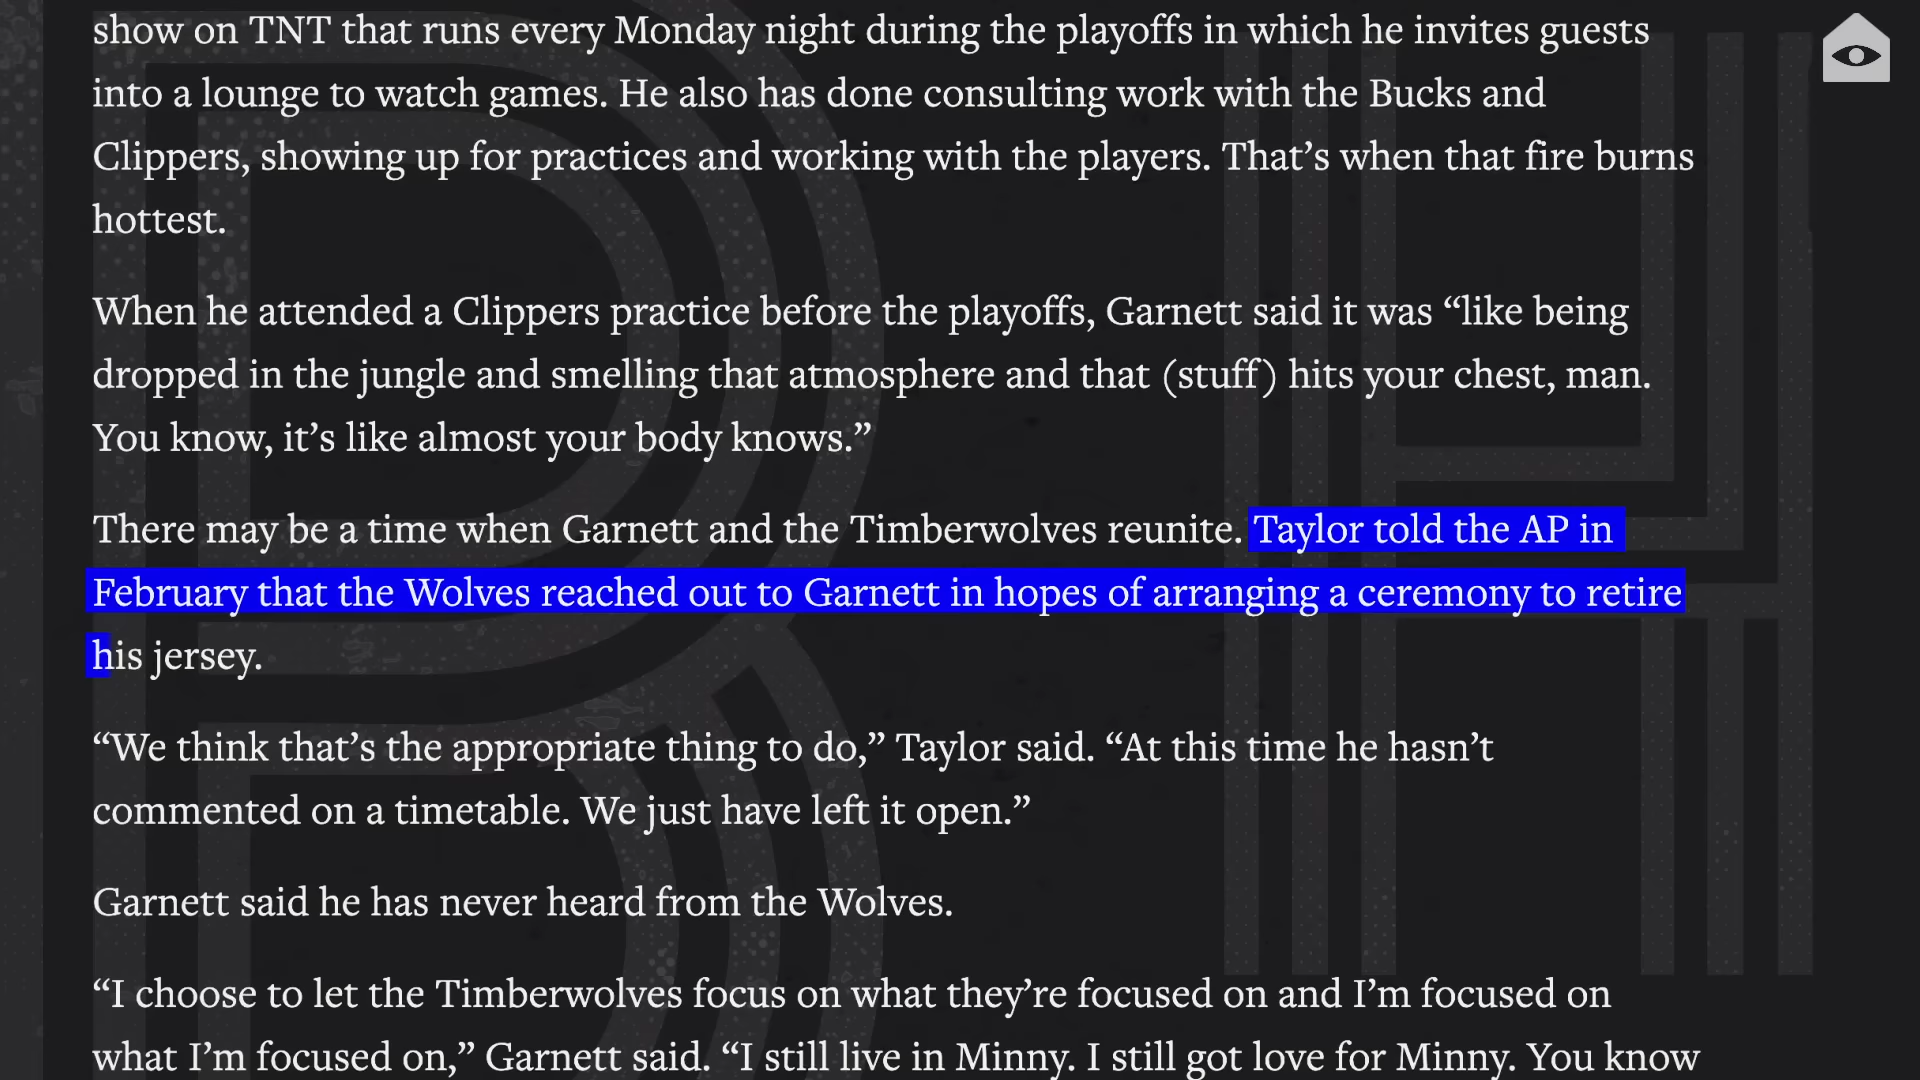 show on TNT that runs every Monday night during the playoffs in which he invites guests
into a lounge to watch games. He also has done consulting work with the Bucks and
Clippers, showing up for practices and working with the players. That’s when that fire burns
hottest.
When he attended a Clippers practice before the playoffs, Garnett said it was “like being
dropped in the jungle and smelling that atmosphere and that (stuff) hits your chest, man.
You know, it’s like almost your body knows.”
There may be a time when Garnett and the Timberwolves reunite. Taylor told the AP in
February that the Wolves reached out to Garnett in hopes of arranging a ceremony to retire
his jersey.
“We think that’s the appropriate thing to do,” Taylor said. “At this time he hasn’t
commented on a timetable. We just have left it open.”
Garnett said he has never heard from the Wolves.
“I choose to let the Timberwolves focus on what they’re focused on and I’m focused on
what I’m focused on,” Garnett said. “I still live in Minny. I still got love for Minny. You know